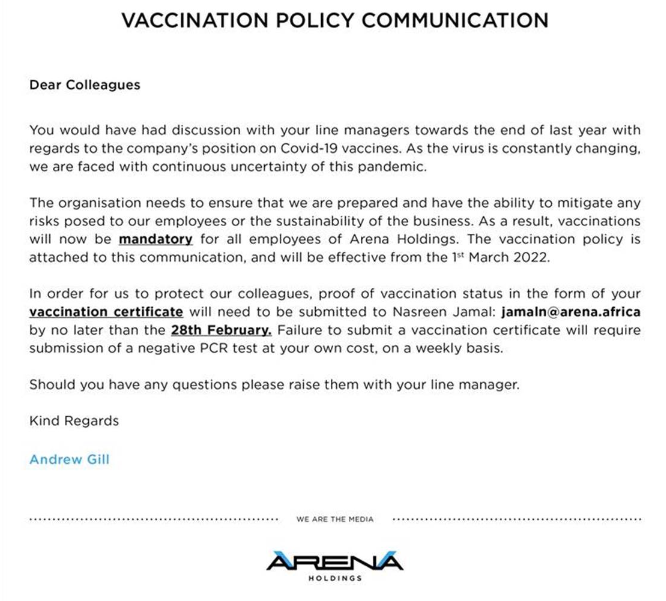 VACCINATION POLICY COMMUNICATION
Dear Colleagues
You would have had discussion with your line managers towards the end of last year with
regards to the company's position on Covid-19 vaccines. As the virus is constantly changing,
we are faced with continuous uncertainty of this pandemic.
The organisation needs to ensure that we are prepared and have the ability to mitigate any
risks posed to our employees or the sustainability of the business. As a result, vaccinations
will now be mandatory for all employees of Arena Holdings. The vaccination policy is
attached to this communication, and will be effective from the 1st March 2022.
In order for us to protect our colleagues, proof of vaccination status in the form of your
vaccination certificate will need to be submitted to Nasreen Jamal: jamaln@arena.africa
by no later than the 28th February. Failure to submit a vaccination certificate will require
submission of a negative PCR test at your own cost, on a weekly basis.
Should you have any questions please raise them with your line manager.
Kind Regards
Andrew Gill
WE ARE THE MEDIA
ARENA
HOLDINGS